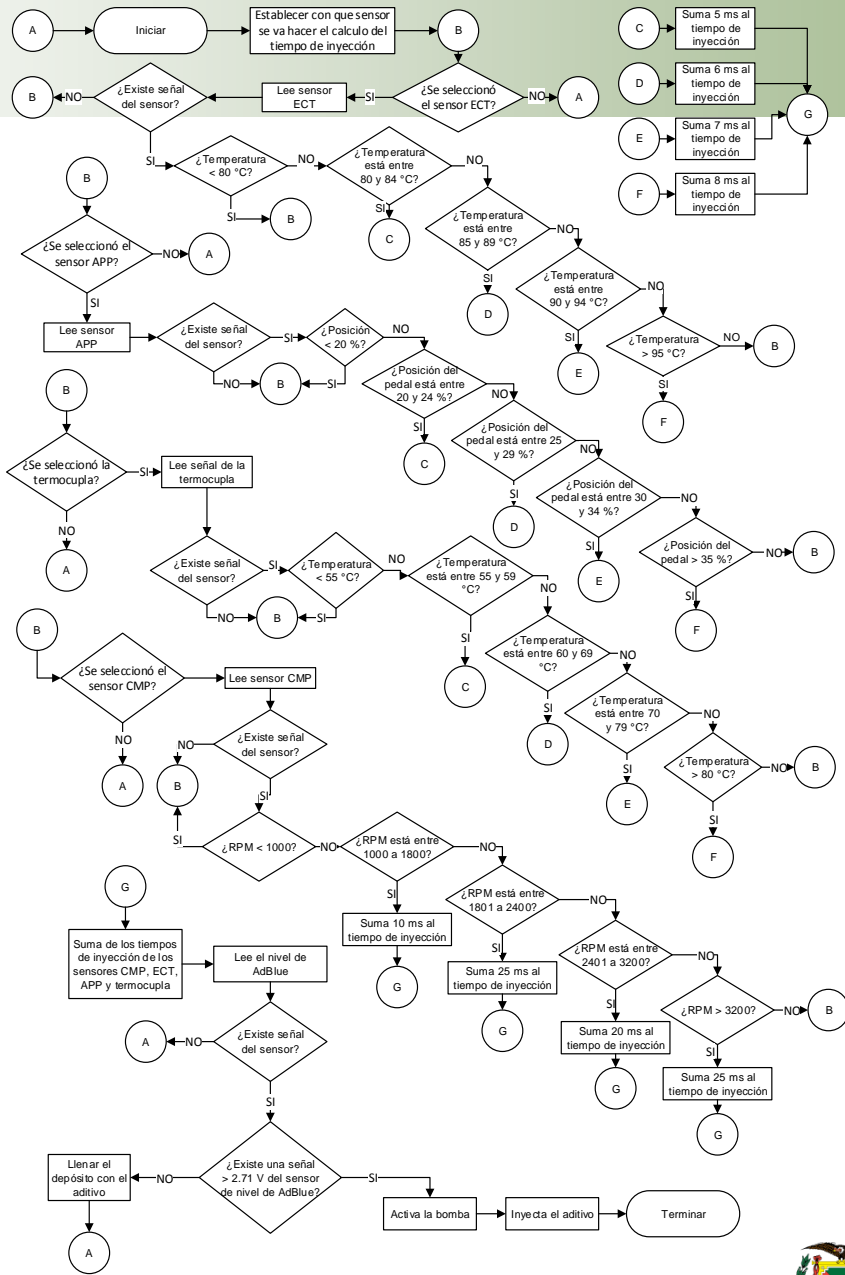 A
Iniciar
Establecer con que sensor
se va hacer el calculo del
tiempo de inyección
B
¿Se seleccionó
el sensor ECT?
NO
A
SI
Lee sensor
ECT
¿Existe señal
del sensor?
NO
B
SI
¿Temperatura
< 80 °C?
SI
B
NO
¿Temperatura
está entre
80 y 84 °C?
SI
C
NO
¿Temperatura
está entre
85 y 89 °C?
SI
D
NO
¿Temperatura
está entre
90 y 94 °C?
SI
E
NO
¿Temperatura
> 95 °C?
NO
B
SI
F
C
Suma 5 ms al
tiempo de
inyección
D
Suma 6 ms al
tiempo de
inyección
E
Suma 7 ms al
tiempo de
inyección
F
Suma 8 ms al
tiempo de
inyección
G
B
¿Se seleccionó el
sensor APP?
NO
A
SI
Lee sensor
APP
¿Existe señal
del sensor?
NO
B
SI
¿Posición
< 20 %?
SI
NO
¿Posición del
pedal está entre
20 y 24 %?
SI
C
NO
¿Posición del
pedal está entre 25
y 29 %?
SI
D
NO
¿Posición del
pedal está entre 30
y 34 %?
SI
E
NO
¿Posición del
pedal > 35 %?
NO
B
SI
F
B
¿Se seleccionó la
termocupla?
NO
A
SI
Lee señal de la
termocupla
¿Existe señal
del sensor?
NO
B
SI
¿Temperatura
< 55 °C?
SI
NO
¿Temperatura
está entre 55 y 59
°C?
SI
C
NO
¿Temperatura
está entre 60 y 69
°C?
SI
D
NO
¿Temperatura
está entre 70
y 79 °C?
SI
E
NO
¿Temperatura
> 80 °C?
NO
B
SI
F
B
¿Se seleccionó el
sensor CMP?
NO
A
Lee sensor CMP
¿Existe señal
del sensor?
NO
B
SI
¿RPM < 1000?
SI
NO
¿RPM está entre
1000 a 1800?
SI
Suma 10 ms al
tiempo de inyección
G
NO
¿RPM está entre
1801 a 2400?
SI
Suma 25 ms al
tiempo de inyección
G
NO
¿RPM está entre
2401 a 3200?
SI
Suma 20 ms al
tiempo de inyección
G
NO
¿RPM > 3200?
NO
B
SI
Suma 25 ms al
tiempo de inyección
G
G
Suma de los tiempos
de inyección de los
sensores CMP, ECT,
APP y termocupla
Lee el nivel de
AdBlue
¿Existe señal
del sensor?
NO
A
SI
¿Existe una señal
> 2.71 V del sensor
de nivel de AdBlue?
NO
Llenar el
depósito con el
aditivo
A
SI
Activa la bomba
Inyecta el aditivo
Terminar